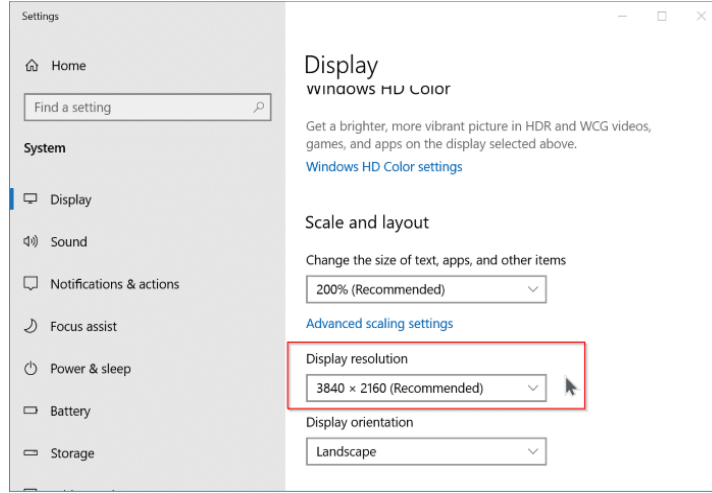 Settings
Home
Find a setting
System
Display
Sound
Notifications & actions
Focus assist
Power & sleep
Battery
Storage
Display
Windows HD Color
Get a brighter, more vibrant picture in HDR and WCG videos,
games, and apps on the display selected above.
Windows HD Color settings
Scale and layout
Change the size of text, apps, and other items
200% (Recommended)
Advanced scaling settings
Display resolution
3840 × 2160 (Recommended)
Display orientation
Landscape